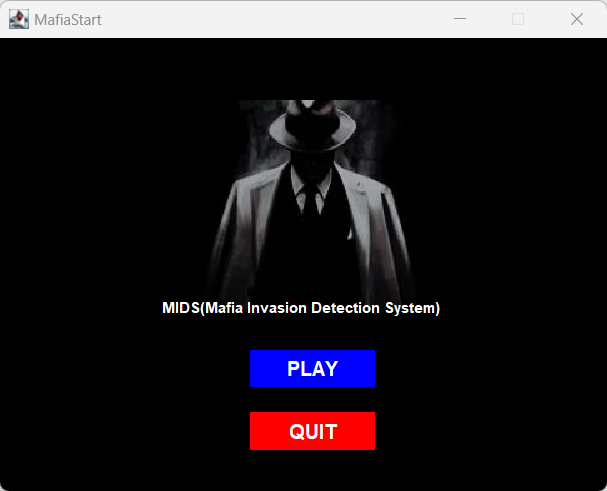 MafiaStart
MIDS(Mafia Invasion Detection System)
PLAY
QUIT